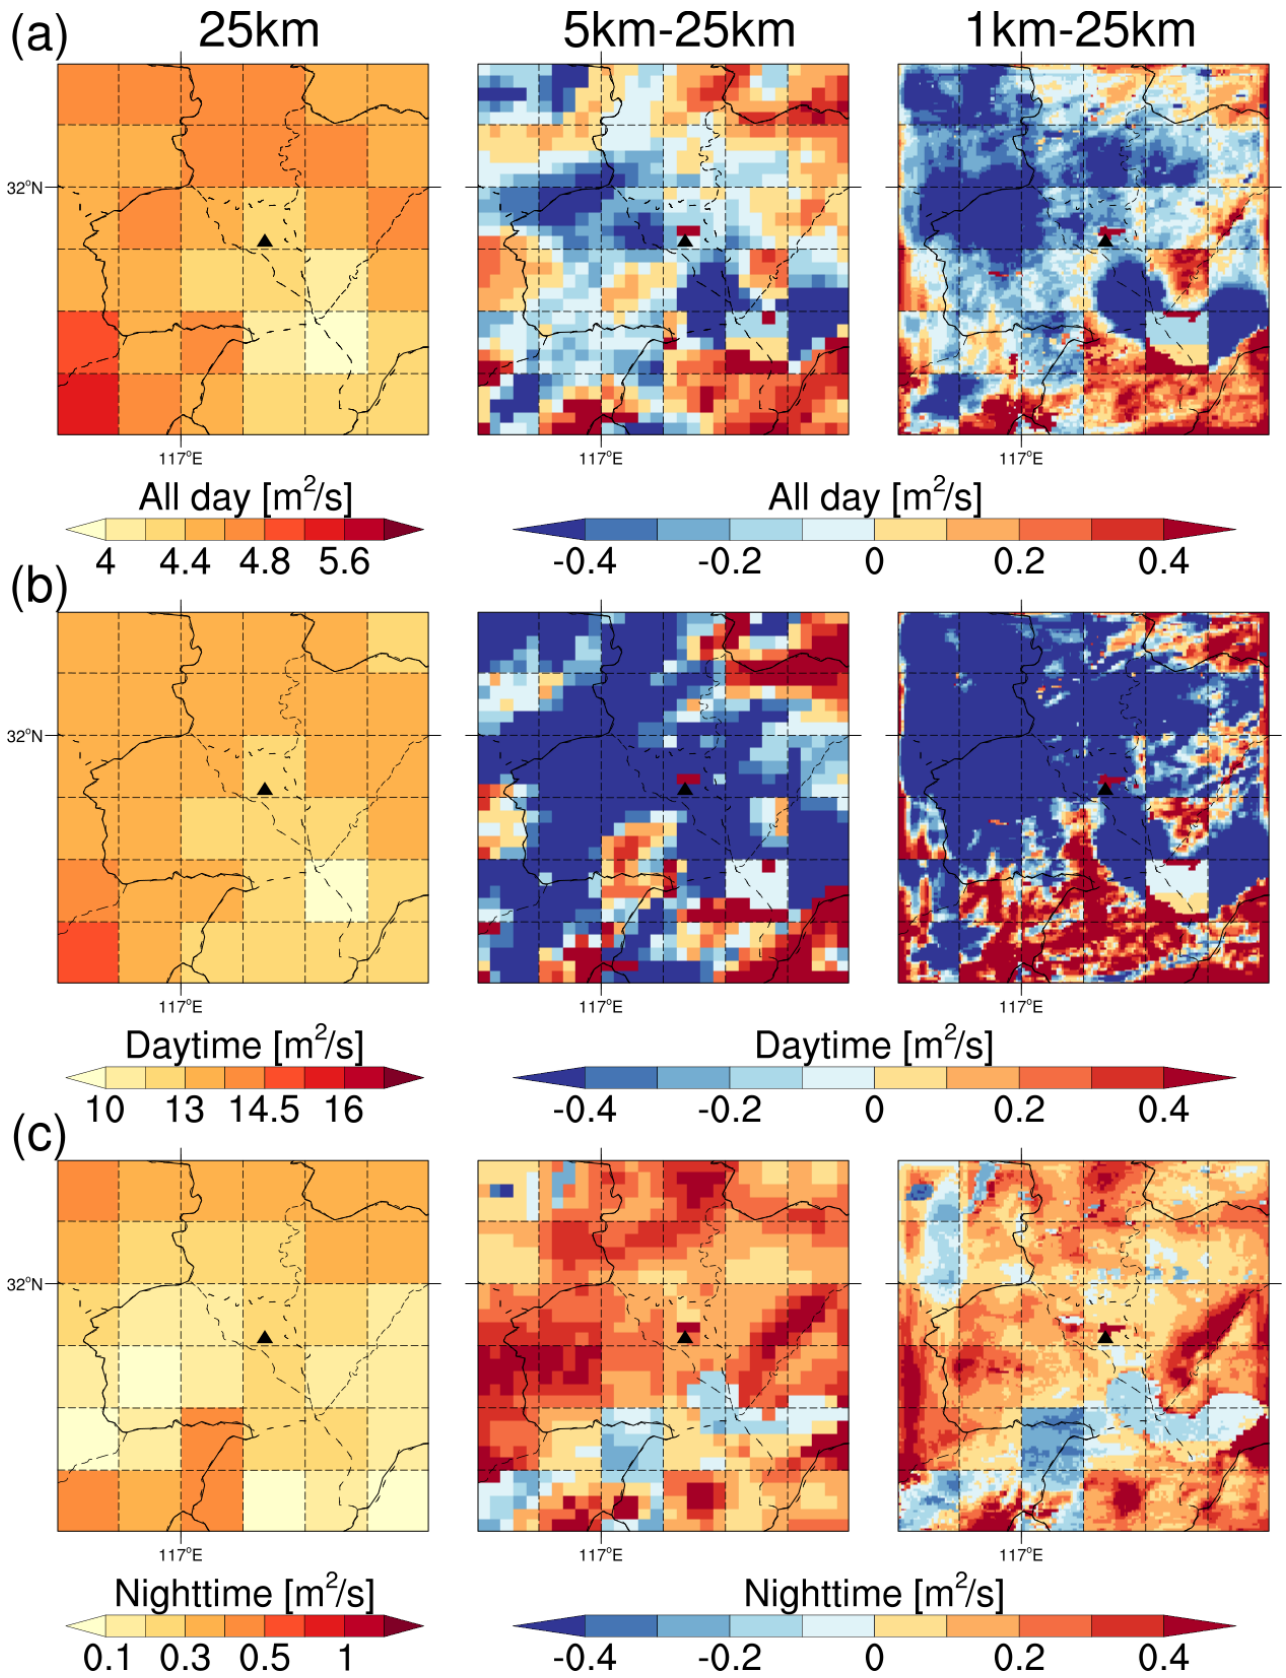 (a) 25km 5km-25km 1km-25km
32°N
117°E 117°E 117°E
All day [m²/s] All day [m²/s]
4 4.4 4.8 5.6 -0.4 -0.2 0 0.2 0.4
(b)
32°N
117°E 117°E 117°E
Daytime [m²/s] Daytime [m²/s]
10 13 14.5 16 -0.4 -0.2 0 0.2 0.4
(c)
32°N
117°E 117°E 117°E
Nighttime [m²/s] Nighttime [m²/s]
0.1 0.3 0.5 1 -0.4 -0.2 0 0.2 0.4